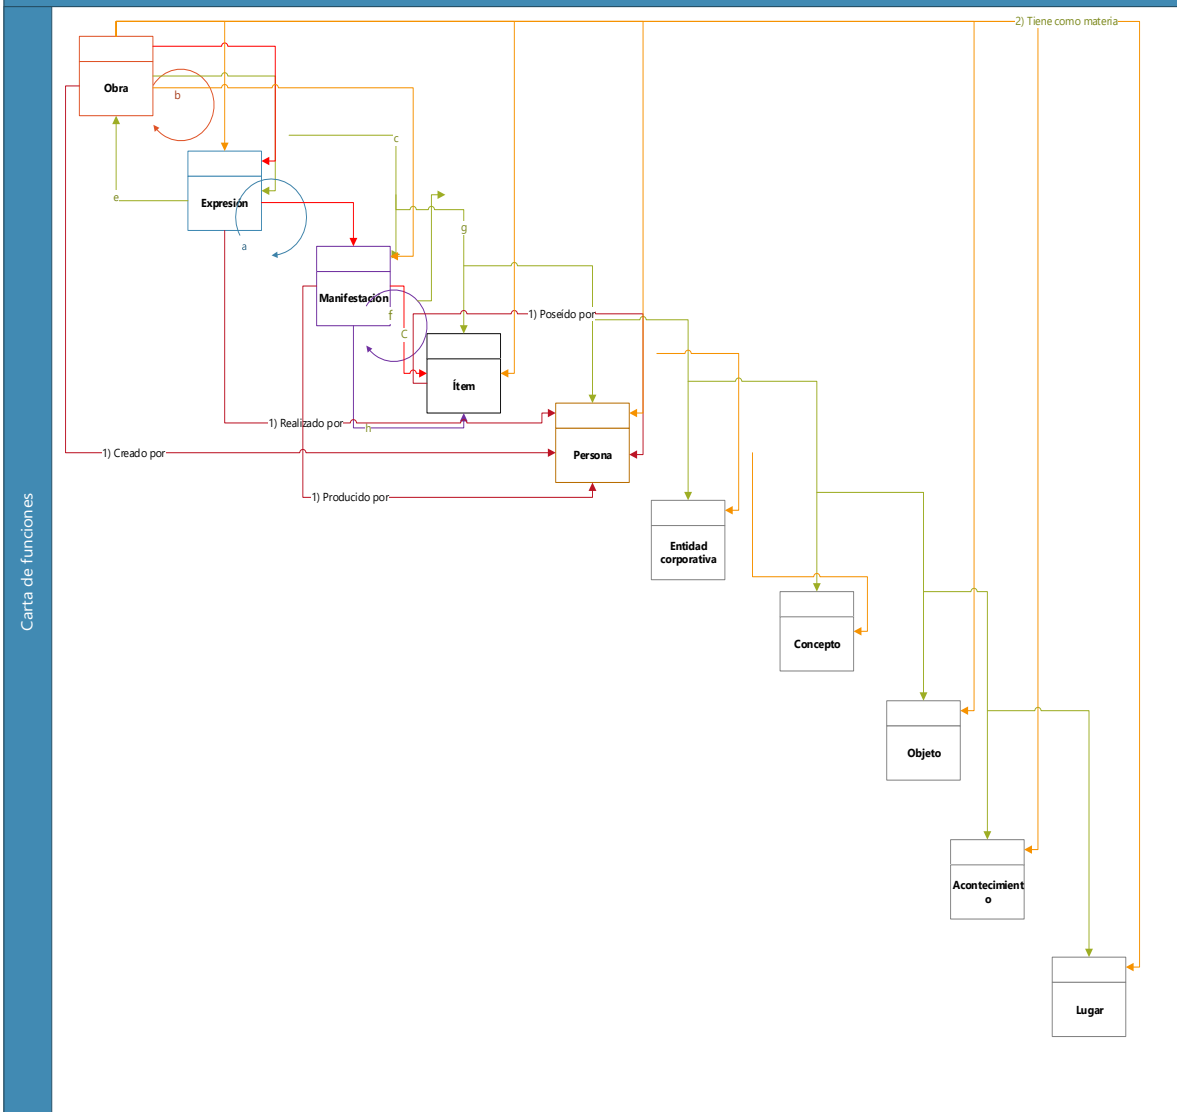 2) Tiene como materia
Obra
b
c
e
Expresión
a
g
Manifestación
f
1) Poseido por
C
Ítem
1) Realizado por
h
1) Creado por
Persona
1) Producido por
Entidad
corporativa
Concepto
Objeto
Acontecimient
o
Lugar
Carta de funciones